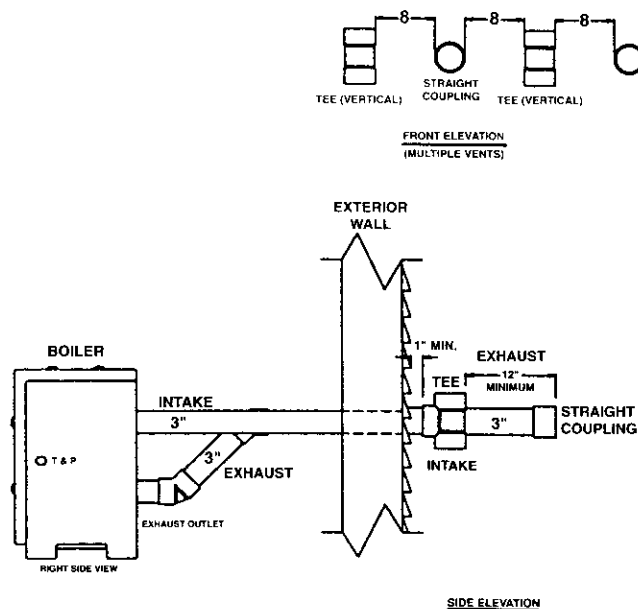 8 8 8
TEE (VERTICAL)
STRAIGHT
COUPLING
TEE (VERTICAL)
FRONT ELEVATION
(MULTIPLE VENTS)
EXTERIOR
WALL
BOILER
INTAKE
3"
3"
EXHAUST
T & P
EXHAUST OUTLET
RIGHT SIDE VIEW
1" MIN.
TEE
EXHAUST
12"
MINIMUM
3"
STRAIGHT
COUPLING
INTAKE
SIDE ELEVATION